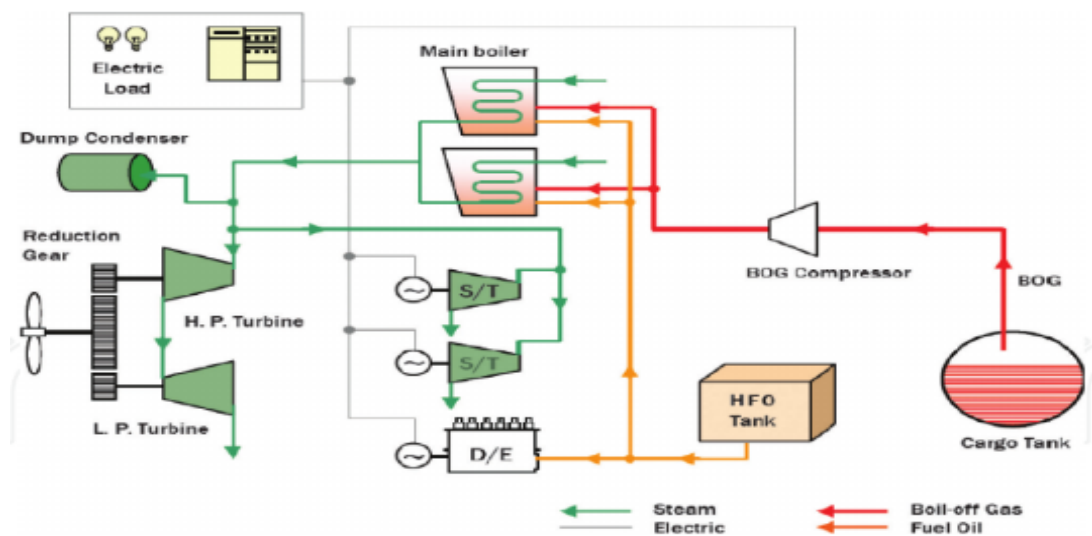 Electric
Load
Main boiler
Dump Condenser
Reduction
Gear
BOG Compressor
BOG
S/T
H. P. Turbine
S/T
HFO
Tank
L. P. Turbine
D/E
Cargo Tank
Steam
Boil-off Gas
Electric
Fuel Oil